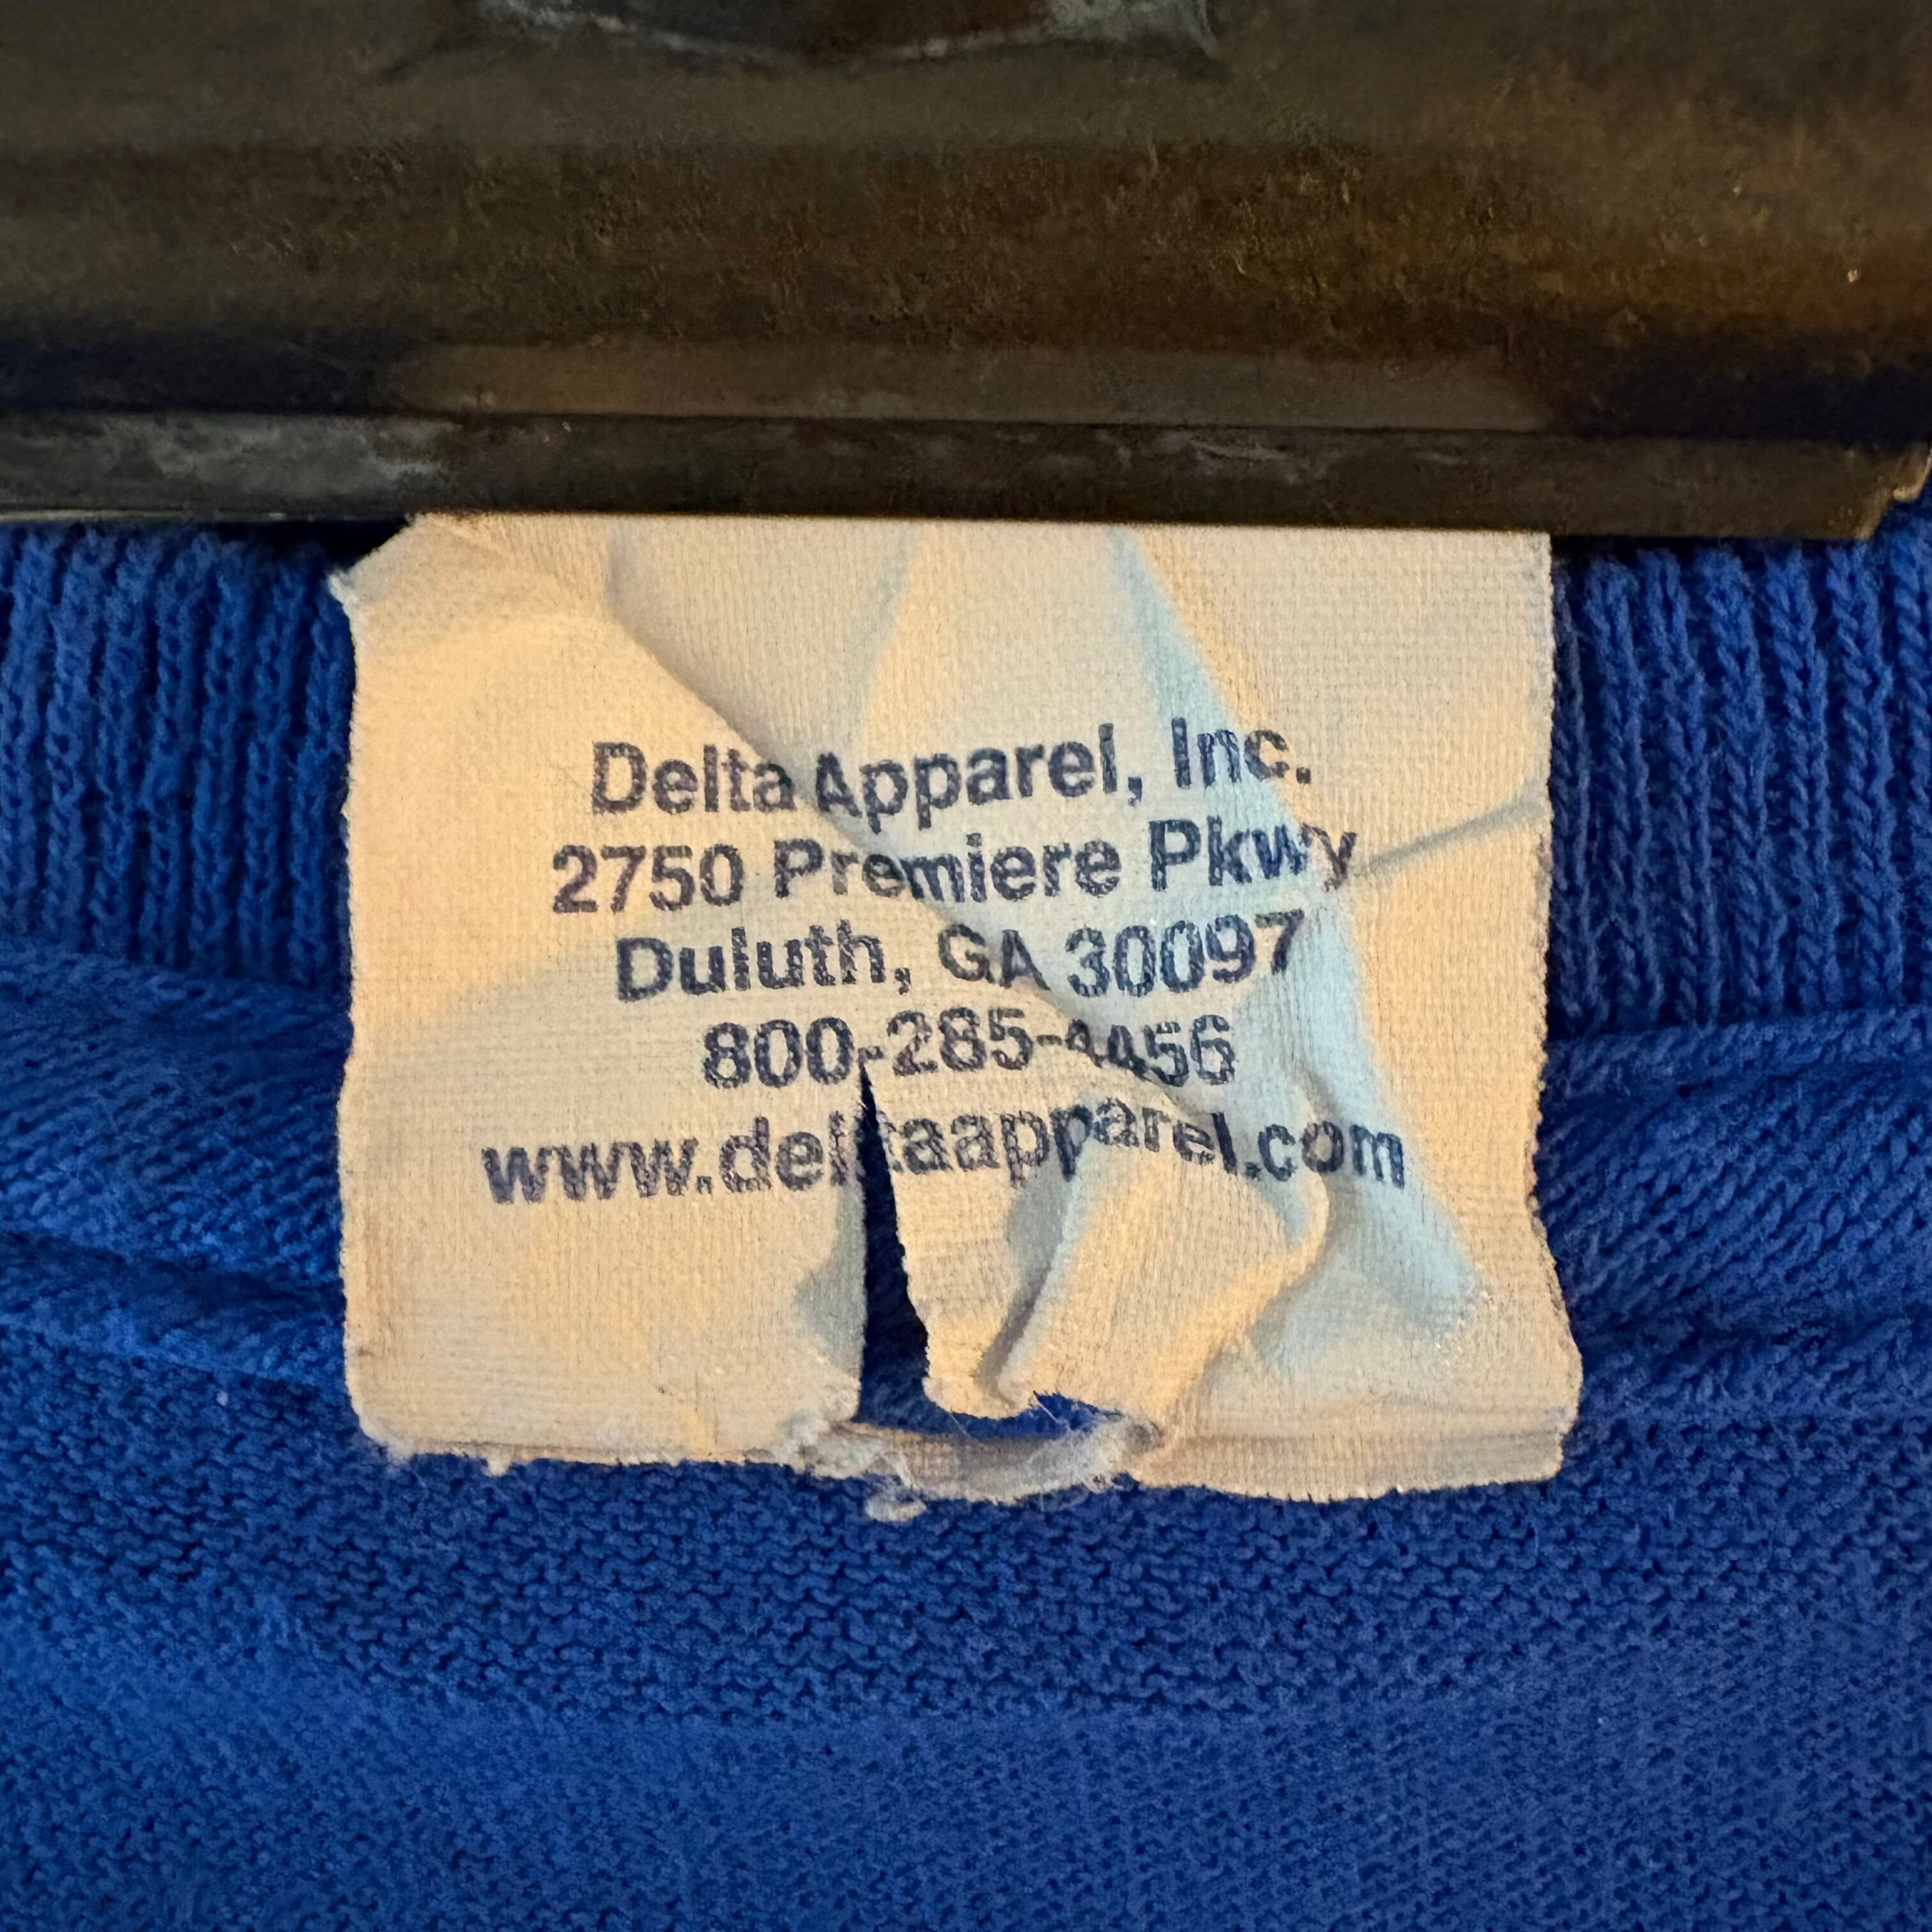 Delta Apparel, Inc.
2750 Premiere Pkwy
Duluth, GA 30097
800-285-4456
www.deltaapparel.com